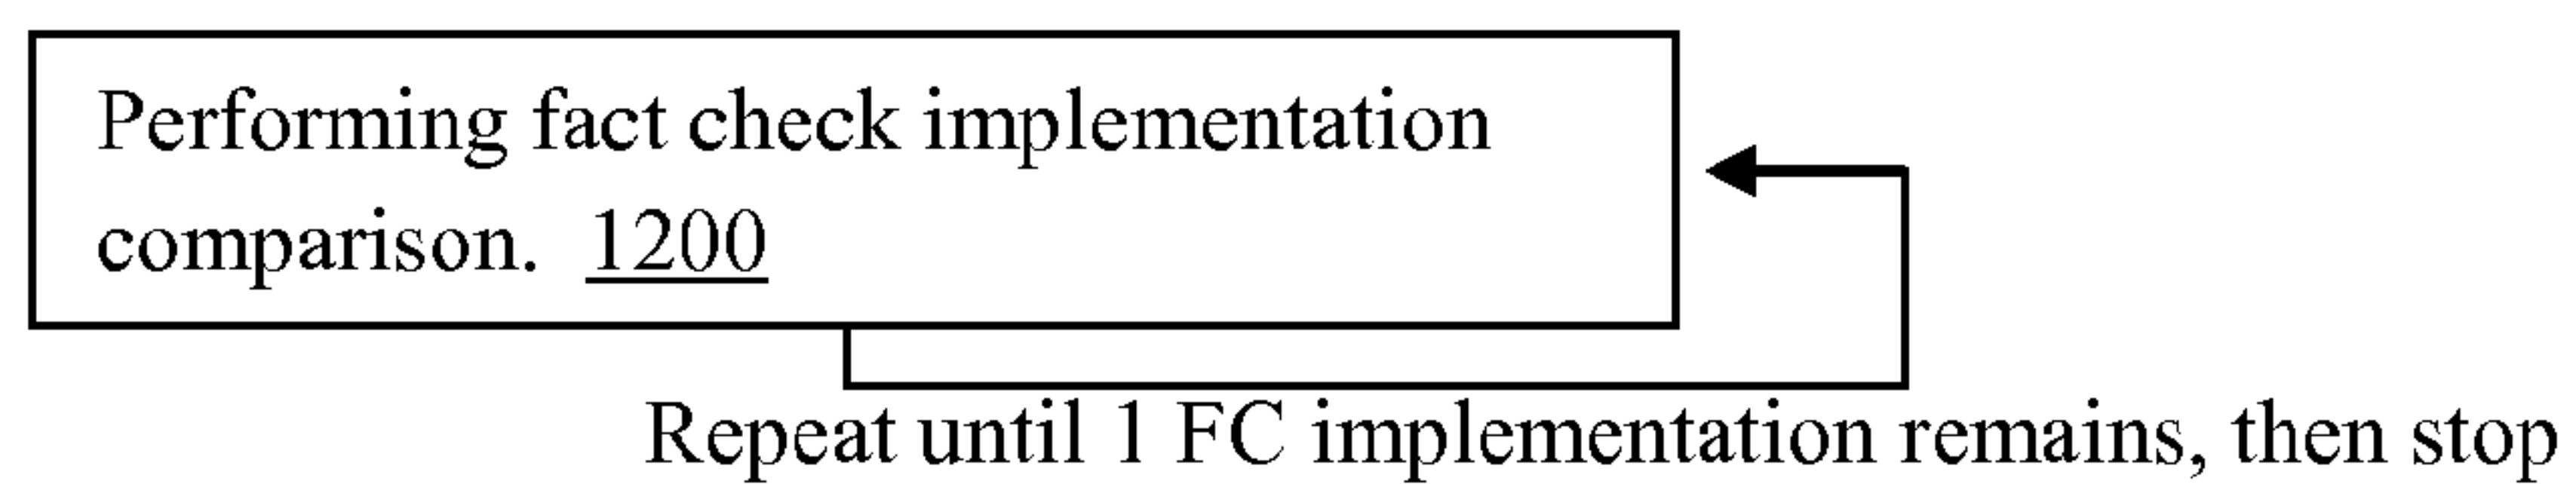 Performing fact check implementation
comparison. 1200
Repeat until 1 FC implementation remains, then stop